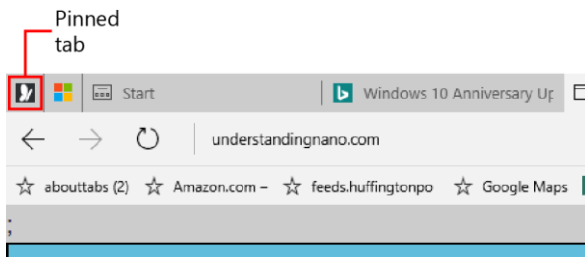 Pinned
tab
Start
Windows 10 Anniversary Up
understandingnano.com
abouttabs (2) Amazon.com – feeds.huffingtonpo Google Maps
;